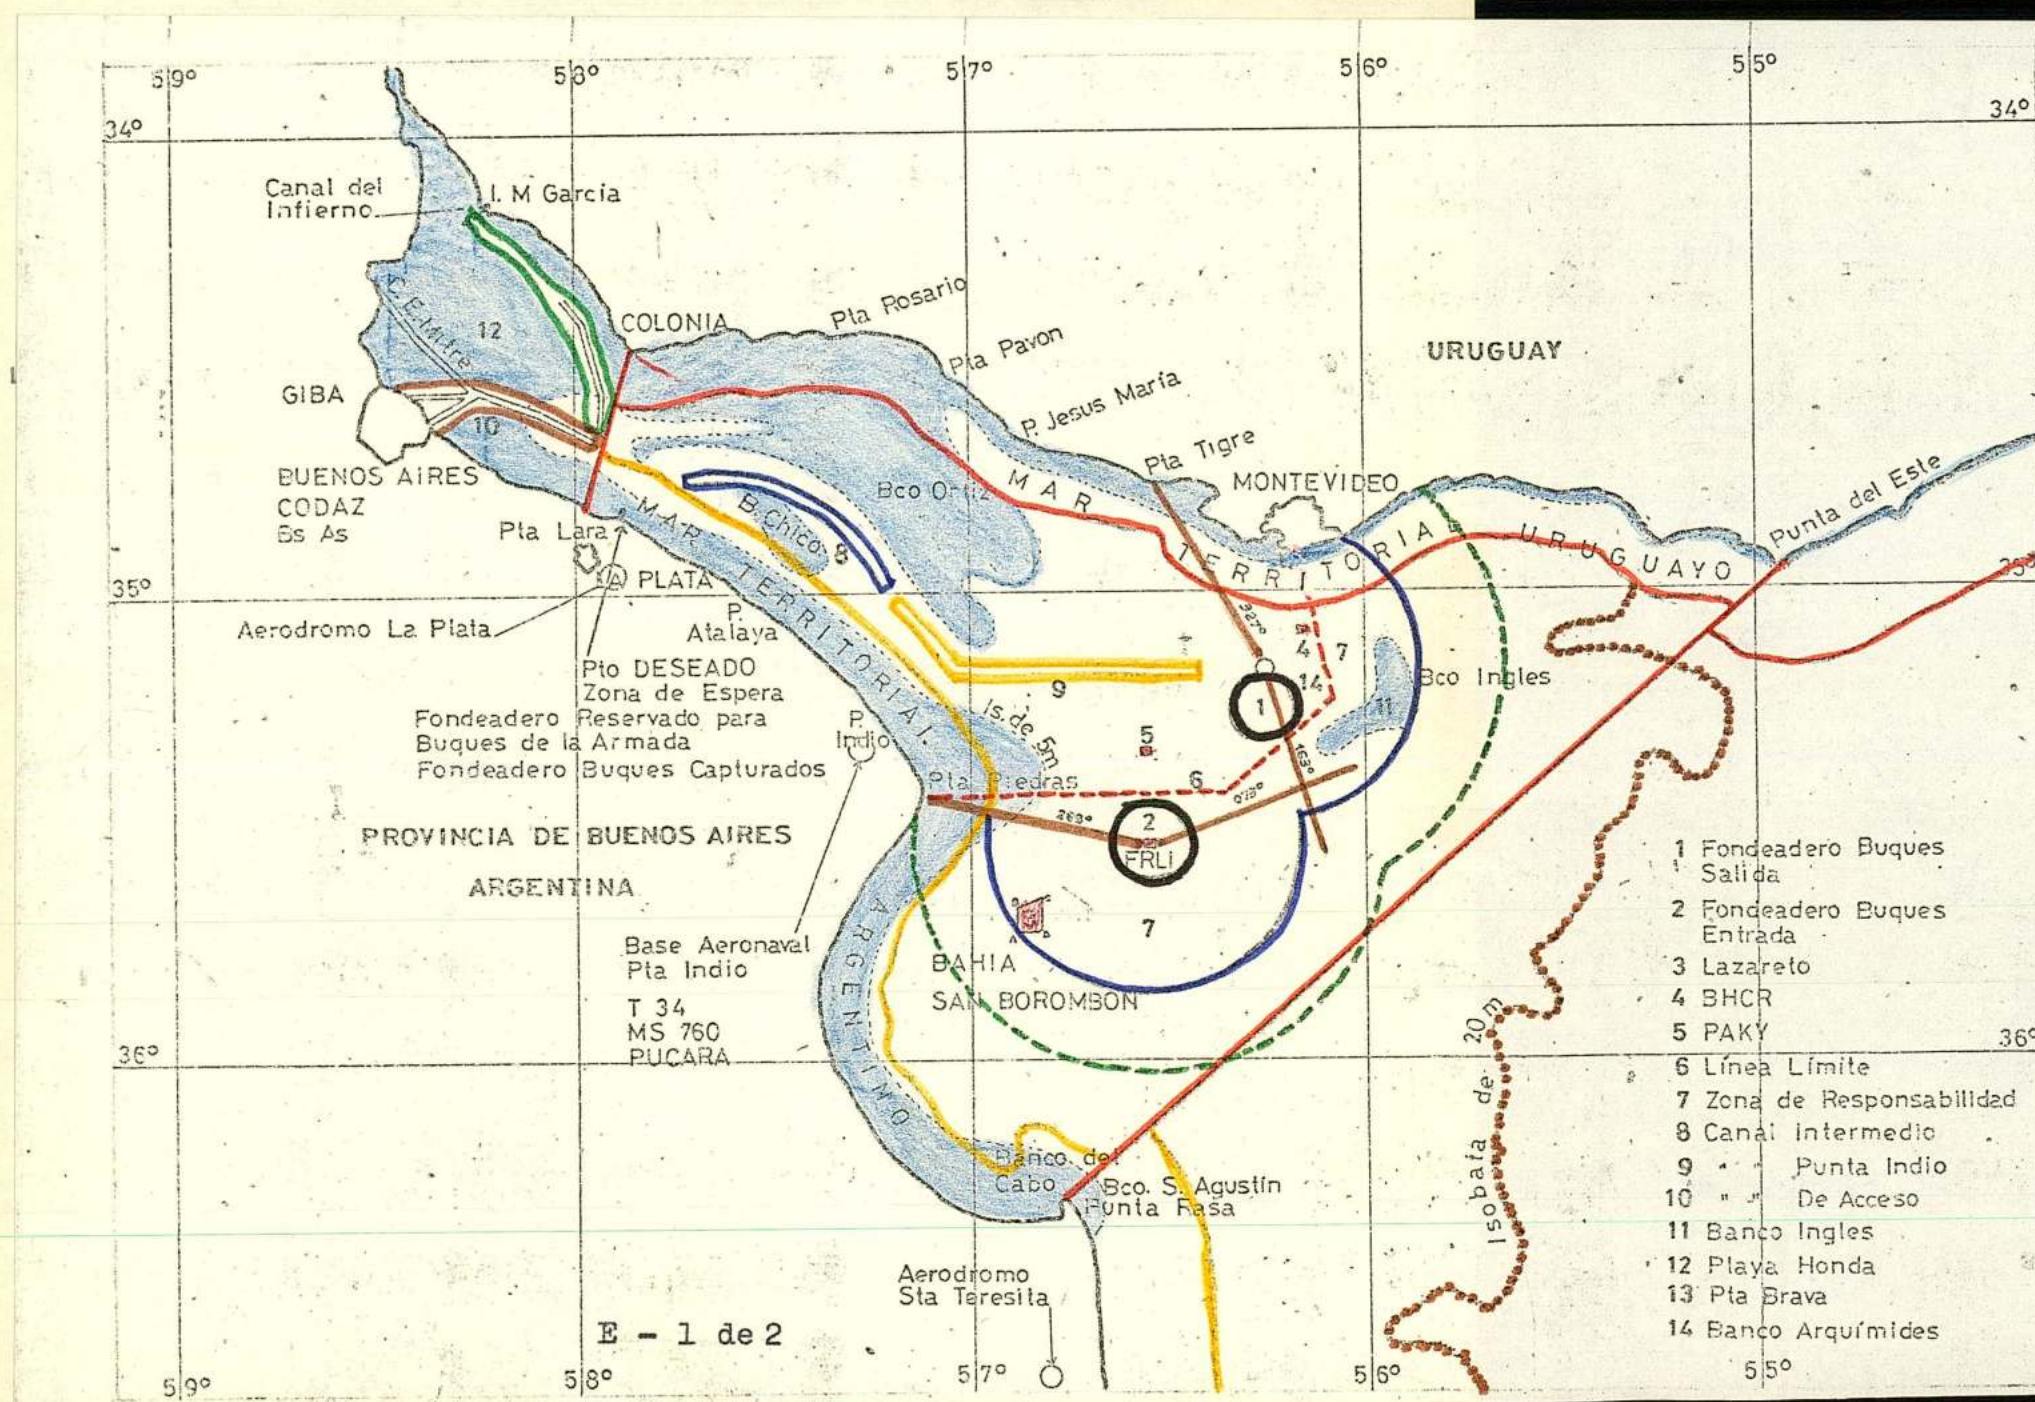 59°
58°
57°
56°
55°
34°
34°
Canal del
Infierno
I. M Garcia
C. E. Mitre
12
COLONIA
Pta Rosario
Pta Pavon
URUGUAY
GIBA
10
P. Jesus María
Pta Tigre
MONTEVIDEO
Punta del Este
BUENOS AIRES
CODAZ
Bs As
Pta Lara
B. Chico
8
Bco Ortiz
MAR TERRITORIAL URUGUAYO
MAR TERRITORIAL ARGENTINO
35°
35°
A PLATA
Aerodromo La Plata
P.
Atalaya
327°
4
7
14
Bco Ingles
11
Pto DESEADO
Zona de Espera
Fondeadero Reservado para
Buques de la Armada
Fondeadero Buques Capturados
P.
Indio
9
Is. de 5m
1
5
163°
Pta Piedras
6
073°
263°
2
FRLI
PROVINCIA DE BUENOS AIRES
ARGENTINA
7
Base Aeronaval
Pta Indio
T 34
MS 760
PUCARA
BAHIA
SAN BOROMBON
36°
36°
Isobata de 20m
Banco del
Cabo
Bco. S. Agustín
Punta Rasa
Aerodromo
Sta Teresita
E - 1 de 2
1 Fondeadero Buques
Salida
2 Fondeadero Buques
Entrada
3 Lazareto
4 BHCR
5 PAKY
6 Línea Límite
7 Zona de Responsabilidad
8 Canal Intermedio
9 " " Punta Indio
10 " " De Acceso
11 Banco Ingles
12 Playa Honda
13 Pta Brava
14 Banco Arquímides
59°
58°
57°
56°
55°